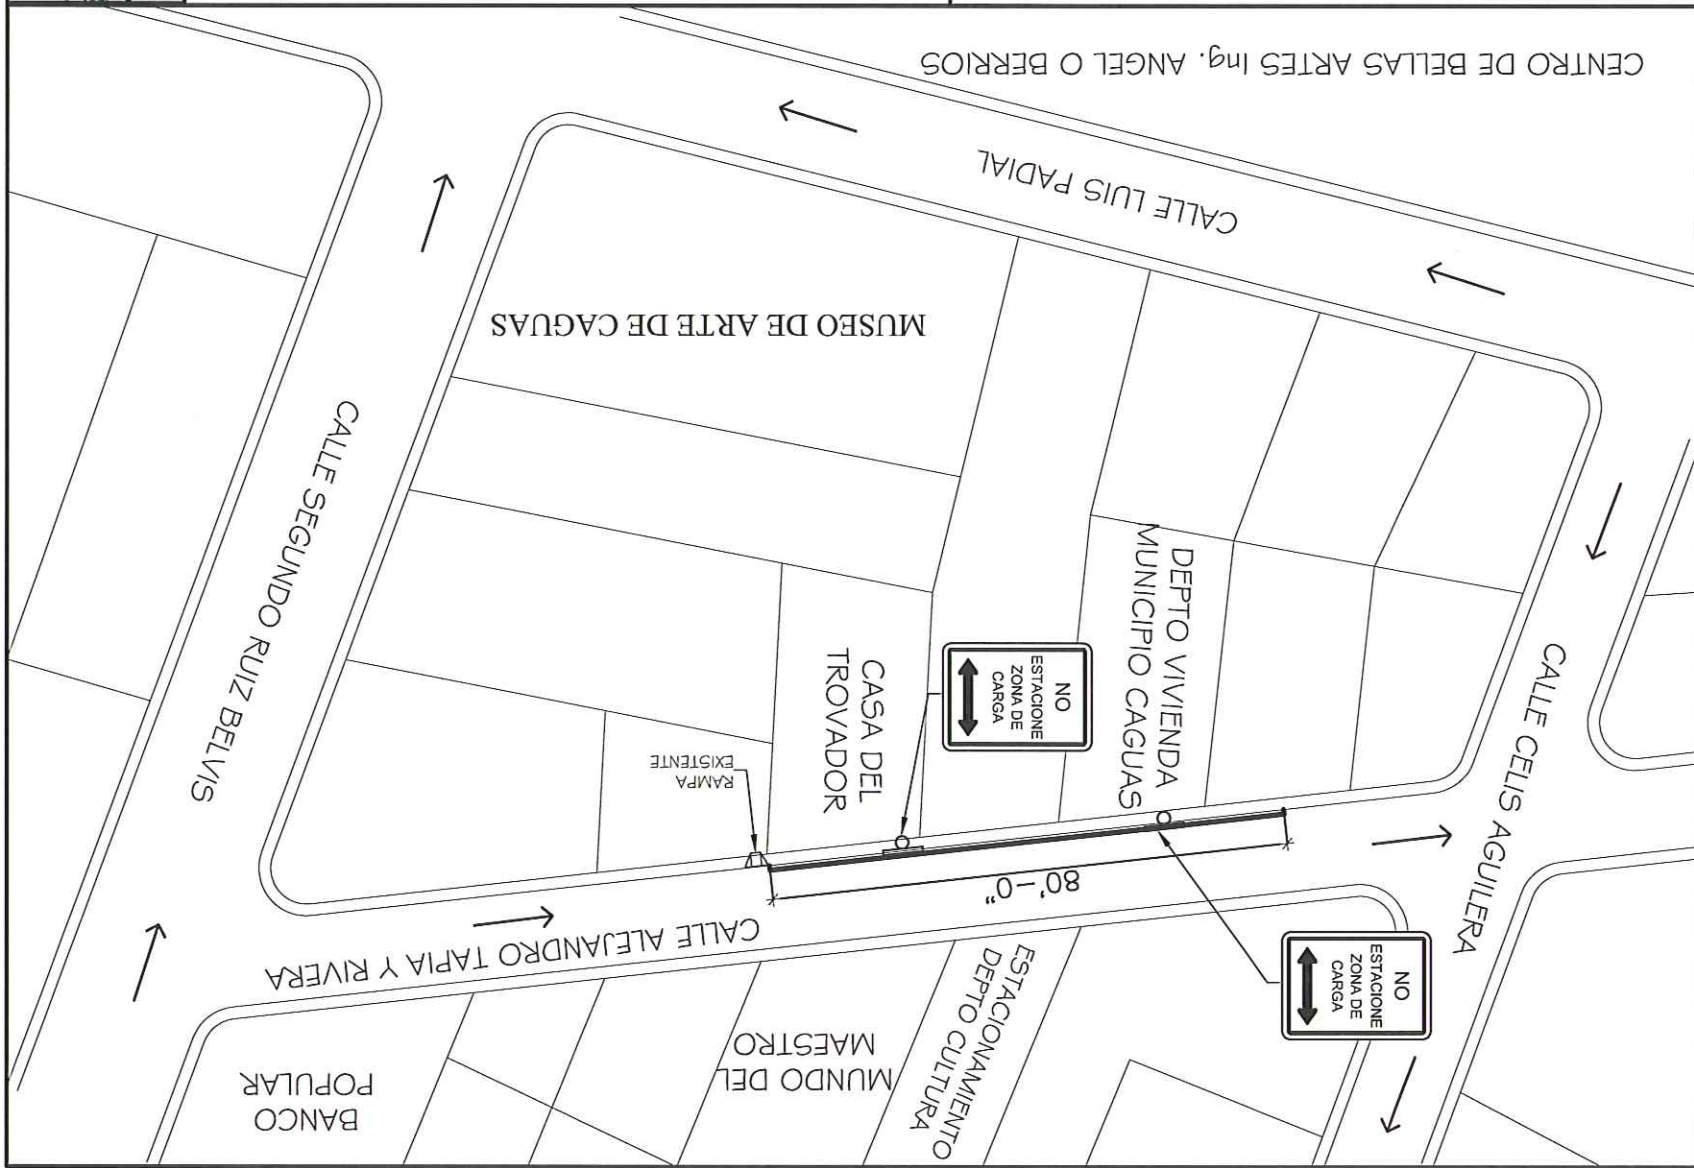 BANCO
POPULAR
MUNDO DEL
MAESTRO
ESTACIONAMIENTO
DEPTO CULTURA
NO
ESTACIONE
ZONA DE
CARGA
CALLE ALEJANDRO TAPIA Y RIVERA
80'-0"
RAMPA
EXISTENTE
CASA DEL
TROVADOR
NO
ESTACIONE
ZONA DE
CARGA
DEPTO VIVIENDA
MUNICIPIO CAGUAS
CALLE CELIS AGUILERA
CALLE SEGUNDO RUIZ BELVIS
MUSEO DE ARTE DE CAGUAS
CALLE LUIS PADIAL
CENTRO DE BELLAS ARTES Ing. ANGEL O BERRIOS